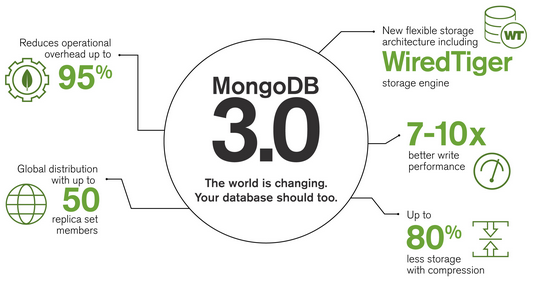 MongoDB
3.0
The world is changing.
Your database should too.
Reduces operational
overhead up to
95%
Global distribution
with up to
50
replica set
members
New flexible storage
architecture including
WiredTiger
storage engine
WT
7-10x
better write
performance
Up to
80%
less storage
with compression